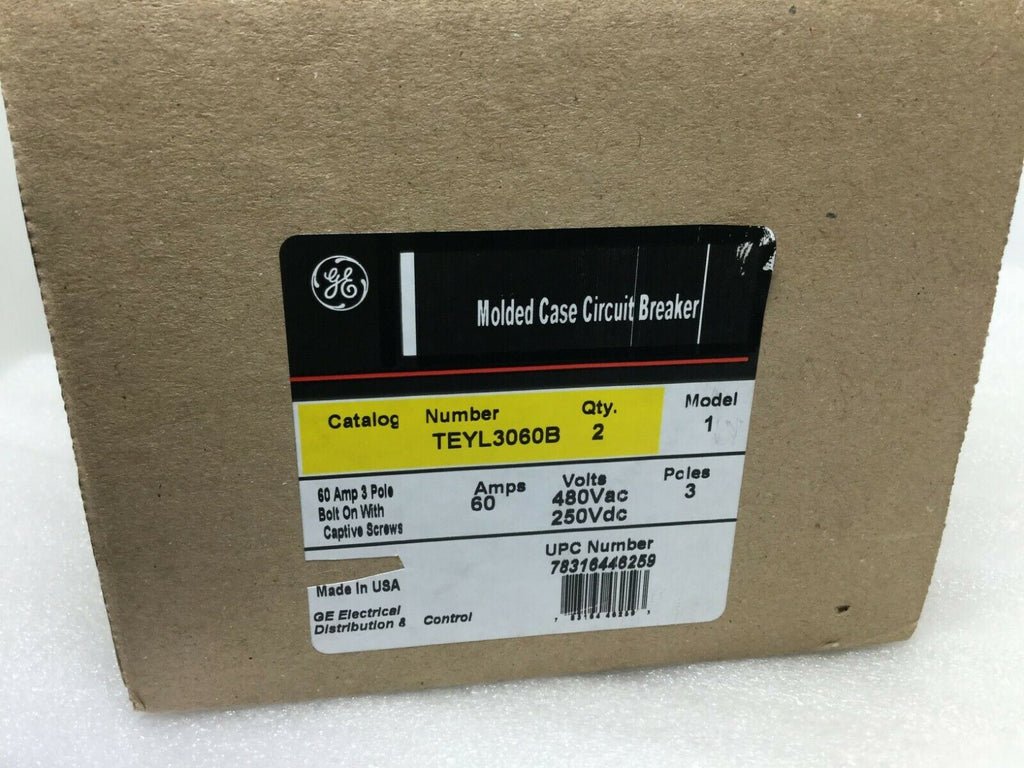 GE
Molded Case Circuit Breaker
Catalog Number Qty. Model
TEYL3060B 2 1
60 Amp 3 Pole
Bolt On With
Captive Screws
Amps
60
Volts
480Vac
250Vdc
Poles
3
UPC Number
78316446259
Made In USA
GE Electrical
Distribution & Control